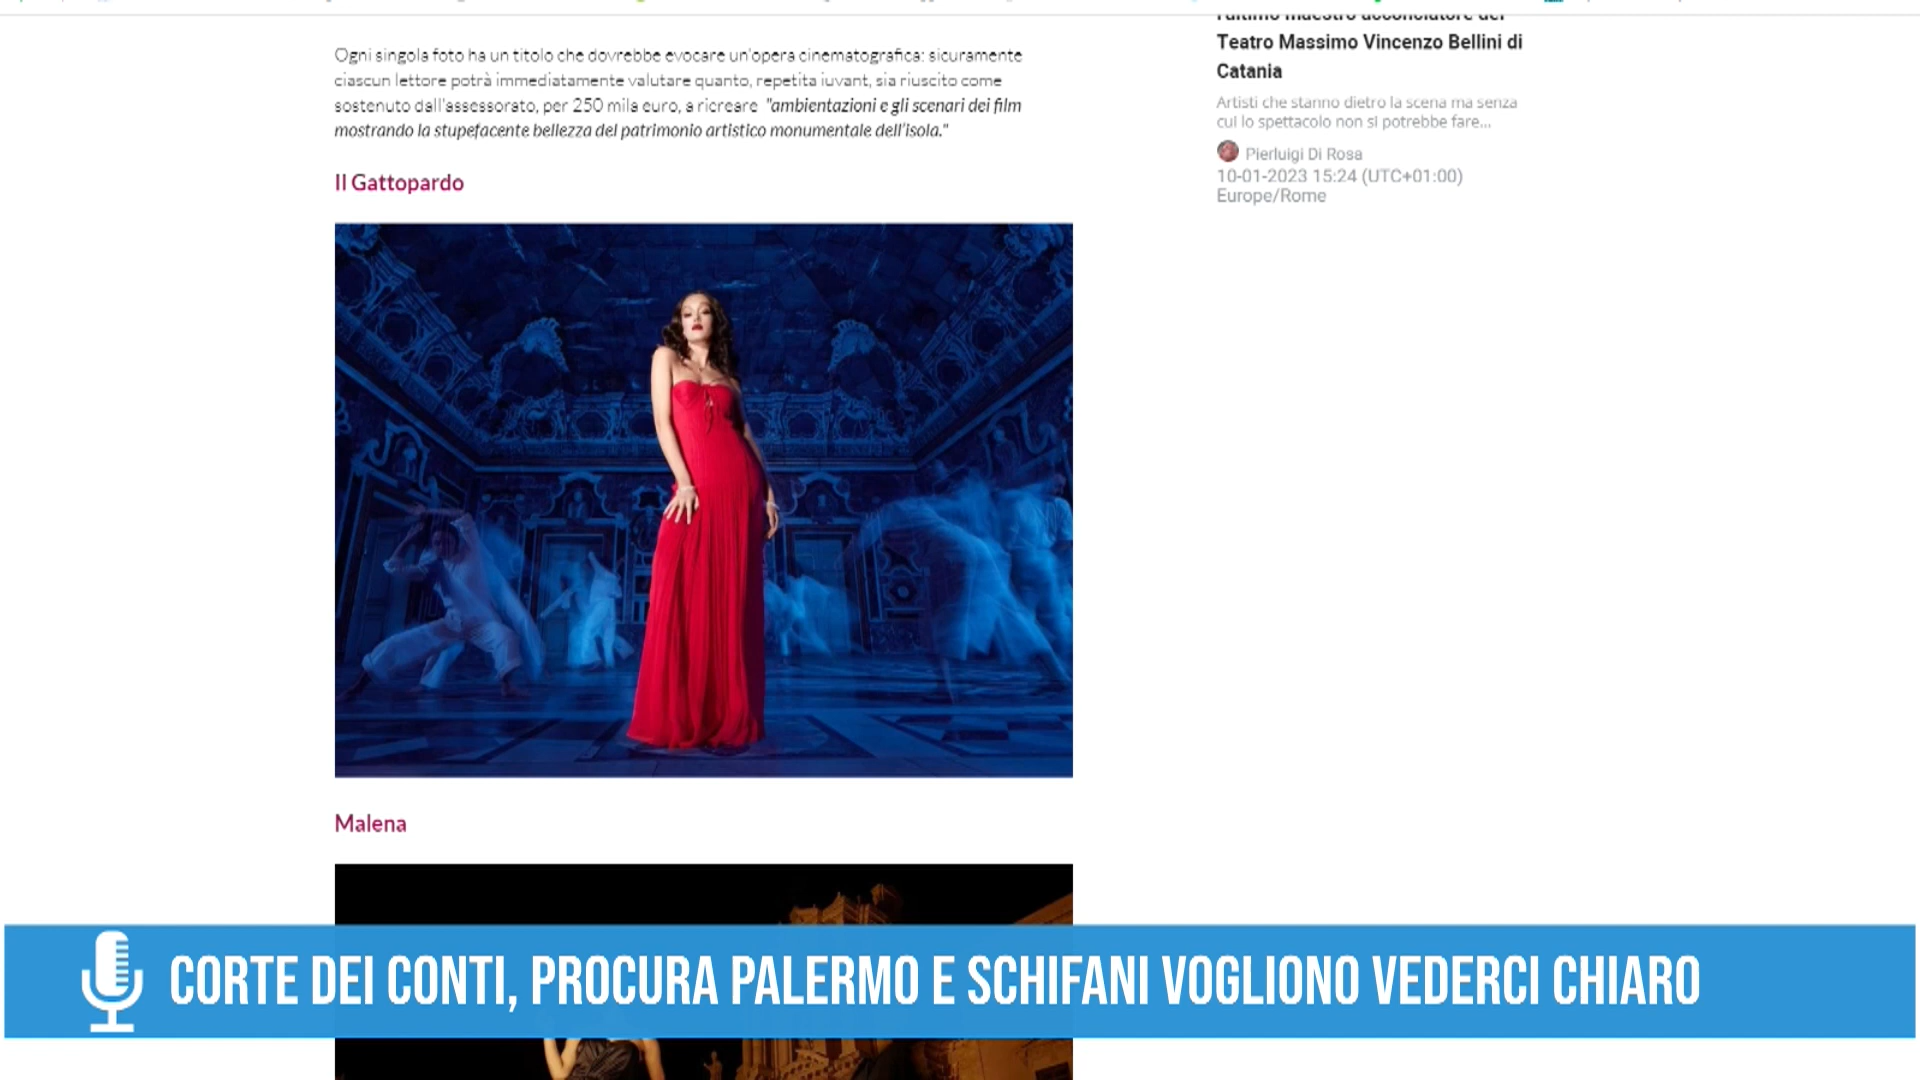 l'ultimo maestro acconciatore del
Teatro Massimo Vincenzo Bellini di
Catania
Artisti che stanno dietro la scena ma senza
cui lo spettacolo non si potrebbe fare...
Pierluigi Di Rosa
10-01-2023 15:24 (UTC+01:00)
Europe/Rome
Ogni singola foto ha un titolo che dovrebbe evocare un'opera cinematografica: sicuramente
ciascun lettore potrà immediatamente valutare quanto, repetita iuvant, sia riuscito come
sostenuto dall'assessorato, per 250 mila euro, a ricreare "ambientazioni e gli scenari dei film
mostrando la stupefacente bellezza del patrimonio artistico monumentale dell'isola."
Il Gattopardo
Malena
CORTE DEI CONTI, PROCURA PALERMO E SCHIFANI VOGLIONO VEDERCI CHIARO